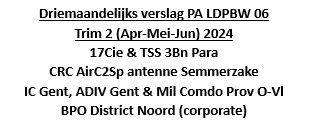 Driemaandelijks verslag PA LDPBW 06
Trim 2 (Apr-Mei-Jun) 2024
17Cie & TSS 3Bn Para
CRC AirC2Sp antenne Semmerzake
IC Gent, ADIV Gent & Mil Comdo Prov O-Vl
BPO District Noord (corporate)